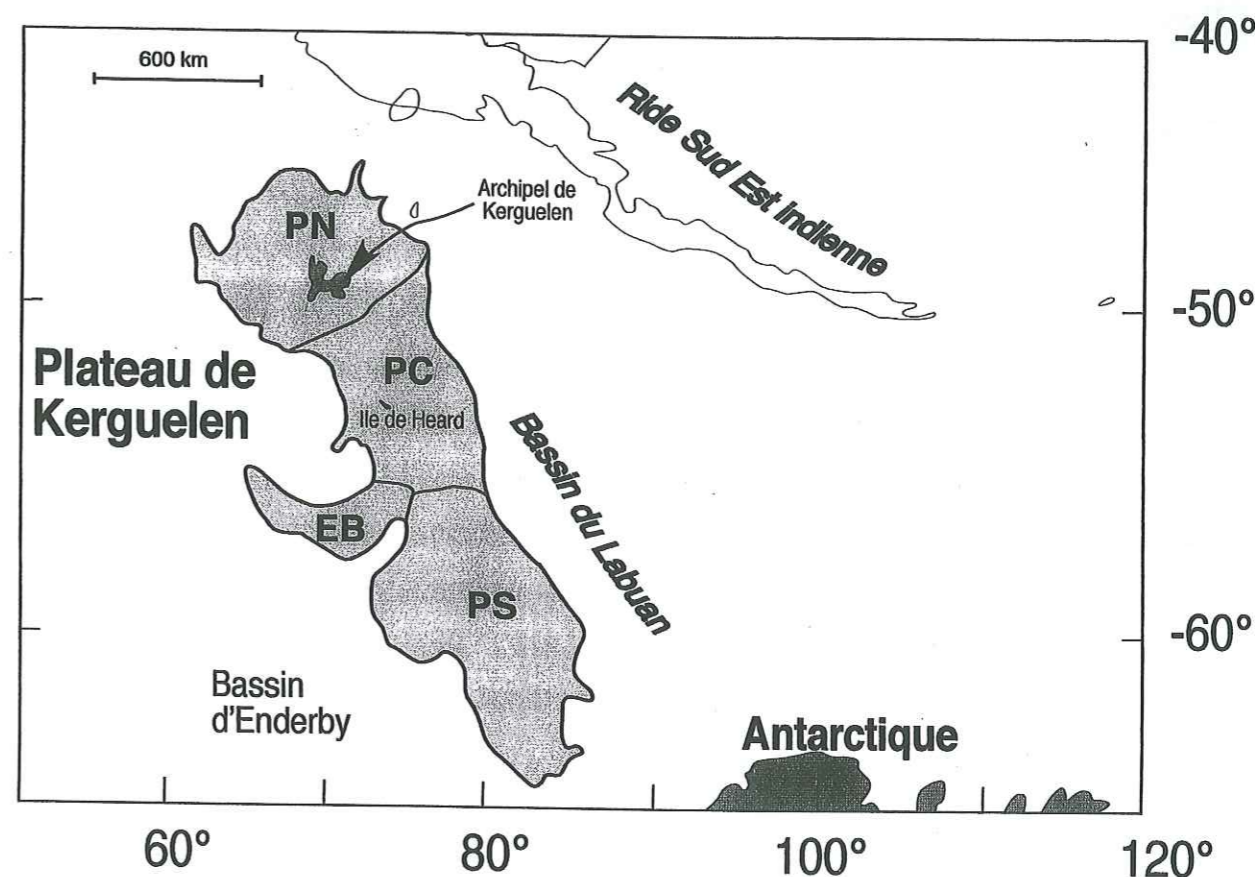 -40°
600 km
Ride Sud Est Indienne
Archipel de
Kerguelen
PN
-50°
Plateau de
Kerguelen
PC
Ile de Heard
Bassin du Labuan
EB
PS
-60°
Bassin
d'Enderby
Antarctique
60°
80°
100°
120°